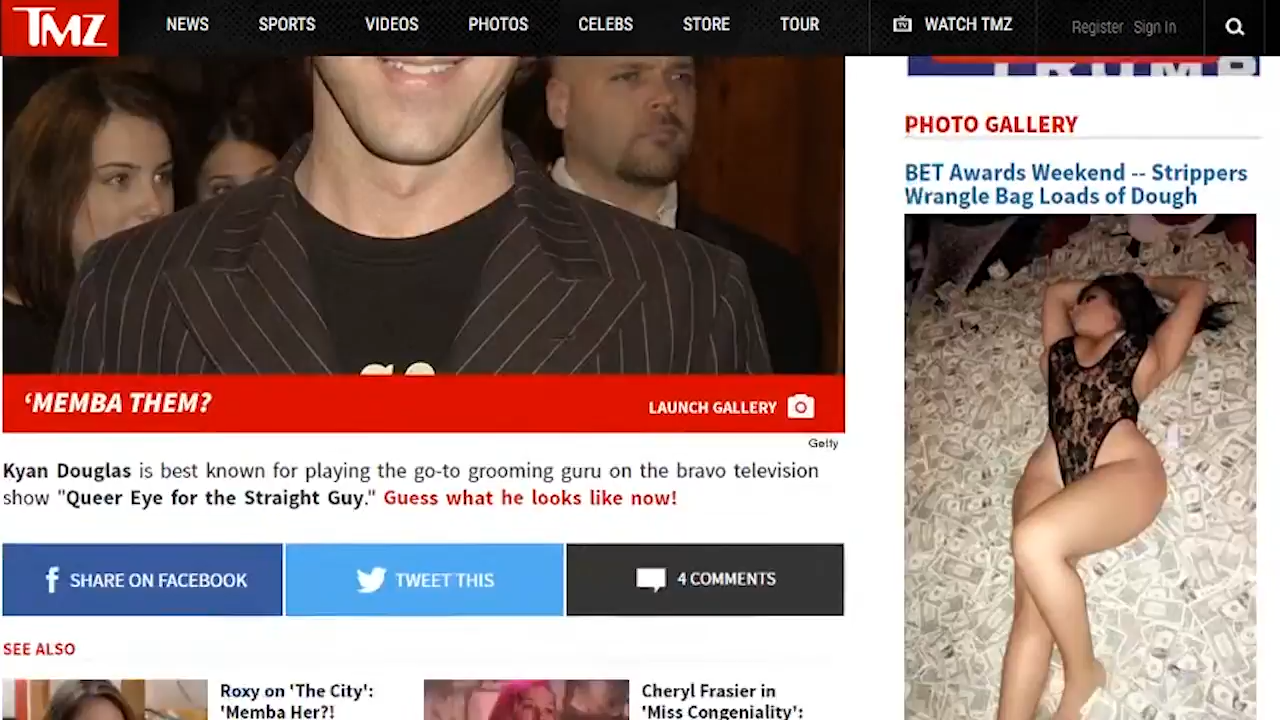 TMZ
NEWS SPORTS VIDEOS PHOTOS CELEBS STORE TOUR WATCH TMZ Register Sign In
TRUMP
PHOTO GALLERY
BET Awards Weekend -- Strippers
Wrangle Bag Loads of Dough
'MEMBA THEM?
LAUNCH GALLERY
Getty
Kyan Douglas is best known for playing the go-to grooming guru on the bravo television
show "Queer Eye for the Straight Guy." Guess what he looks like now!
SHARE ON FACEBOOK
TWEET THIS
4 COMMENTS
SEE ALSO
Roxy on 'The City':
'Memba Her?!
Cheryl Frasier in
'Miss Congeniality':